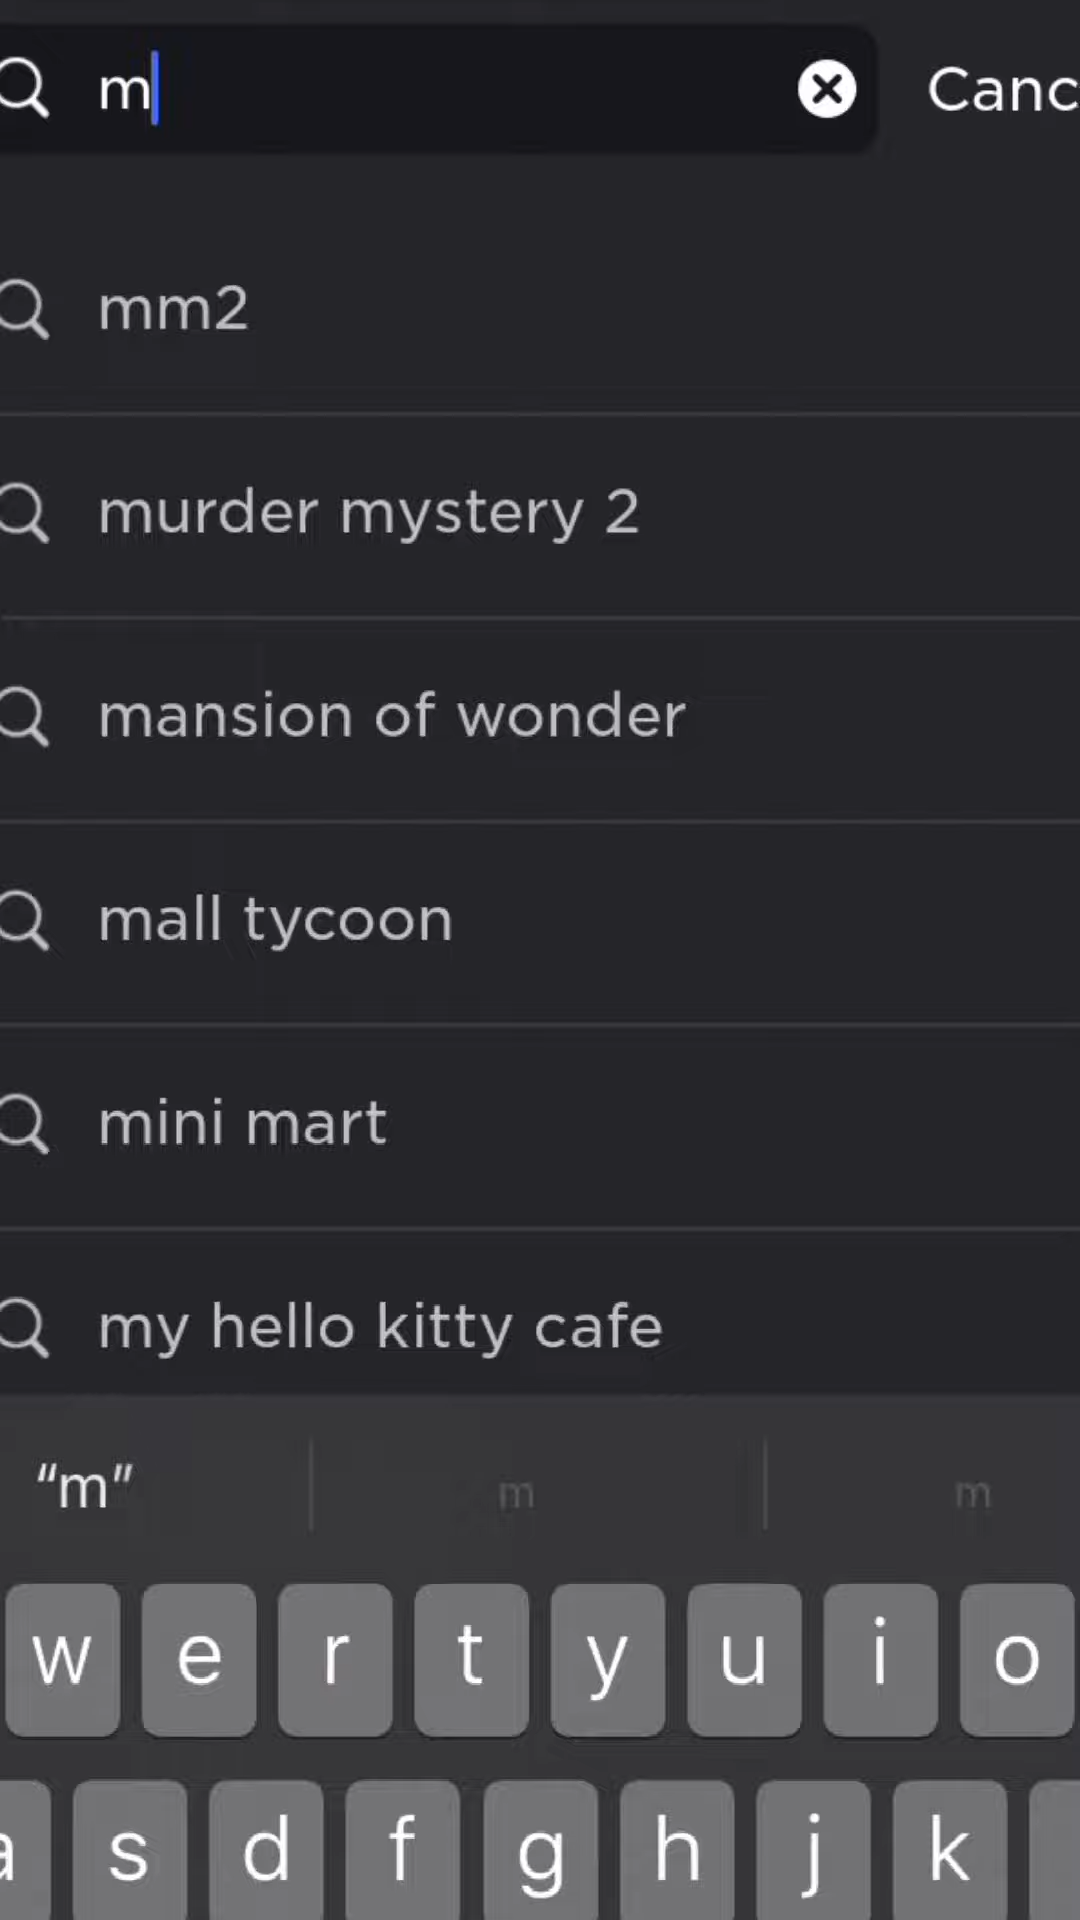 m
Canc
mm2
murder mystery 2
mansion of wonder
mall tycoon
mini mart
my hello kitty cafe
“m” m m
w e r t y u i o
a s d f g h j k